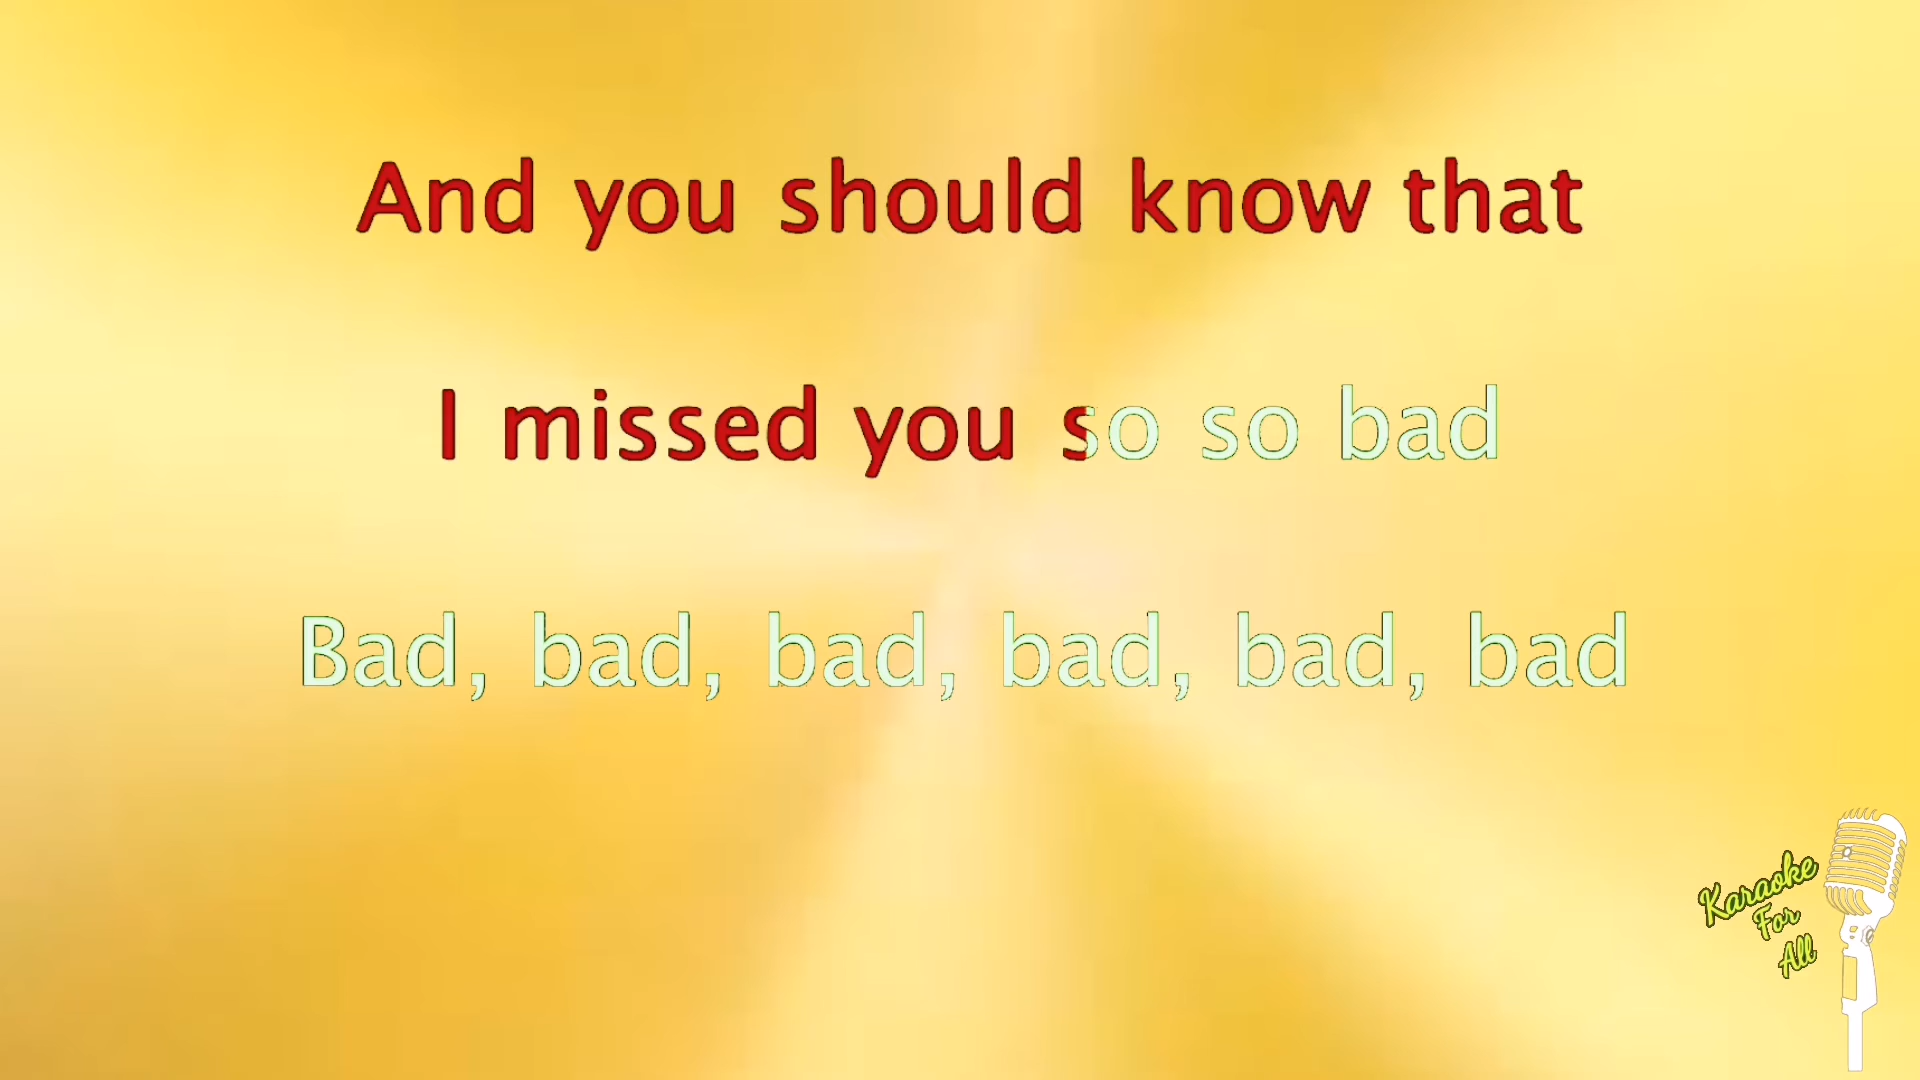 And you should know that
I missed you so so bad
Bad, bad, bad, bad, bad, bad
Karaoke
For
All